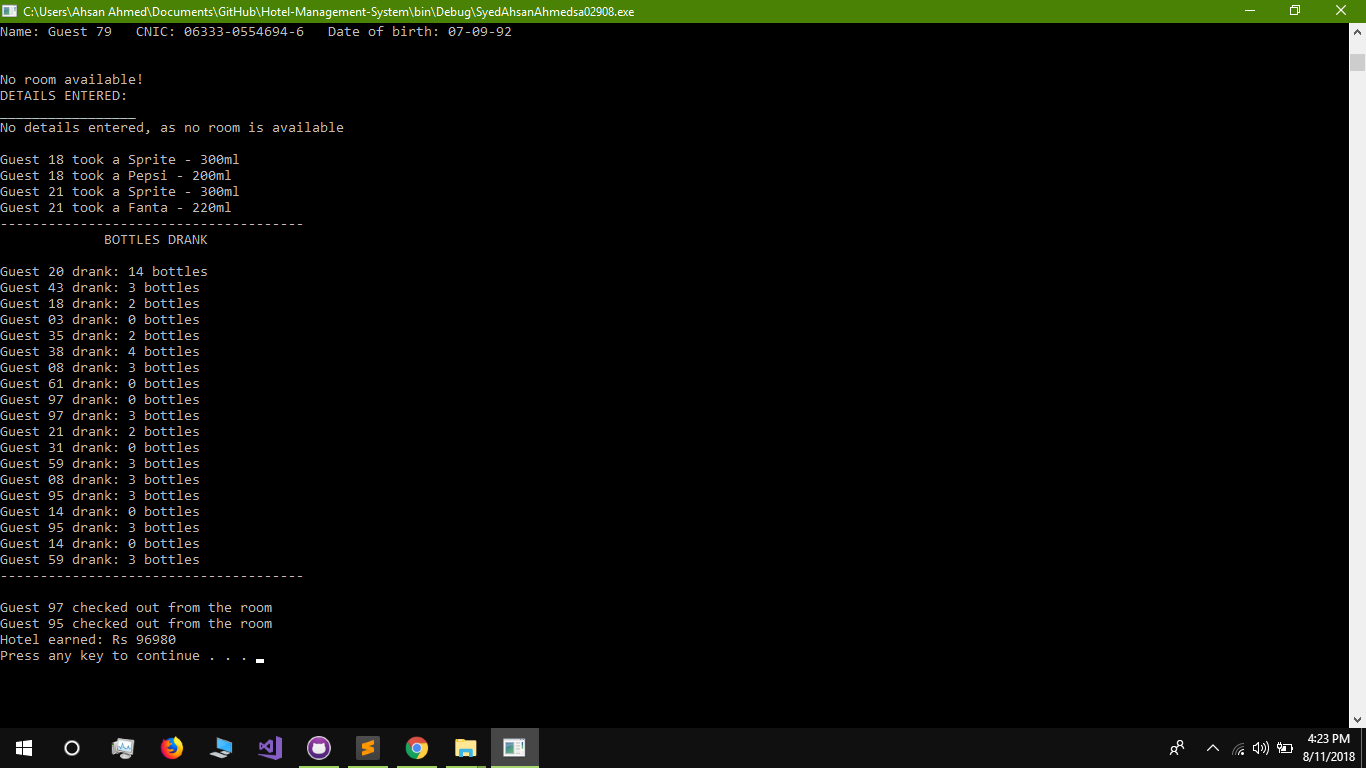 C:\Users\Ahsan Ahmed\Documents\GitHub\Hotel-Management-System\bin\Debug\SyedAhsanAhmedsa02908.exe
Name: Guest 79   CNIC: 06333-0554694-6   Date of birth: 07-09-92
No room available!
DETAILS ENTERED:
_________________
No details entered, as no room is available
Guest 18 took a Sprite - 300ml
Guest 18 took a Pepsi - 200ml
Guest 21 took a Sprite - 300ml
Guest 21 took a Fanta - 220ml
--------------------------------------
BOTTLES DRANK
Guest 20 drank: 14 bottles
Guest 43 drank: 3 bottles
Guest 18 drank: 2 bottles
Guest 03 drank: 0 bottles
Guest 35 drank: 2 bottles
Guest 38 drank: 4 bottles
Guest 08 drank: 3 bottles
Guest 61 drank: 0 bottles
Guest 97 drank: 0 bottles
Guest 97 drank: 3 bottles
Guest 21 drank: 2 bottles
Guest 31 drank: 0 bottles
Guest 59 drank: 3 bottles
Guest 08 drank: 3 bottles
Guest 95 drank: 3 bottles
Guest 14 drank: 0 bottles
Guest 95 drank: 3 bottles
Guest 14 drank: 0 bottles
Guest 59 drank: 3 bottles
--------------------------------------
Guest 97 checked out from the room
Guest 95 checked out from the room
Hotel earned: Rs 96980
Press any key to continue . . .
4:23 PM
8/11/2018